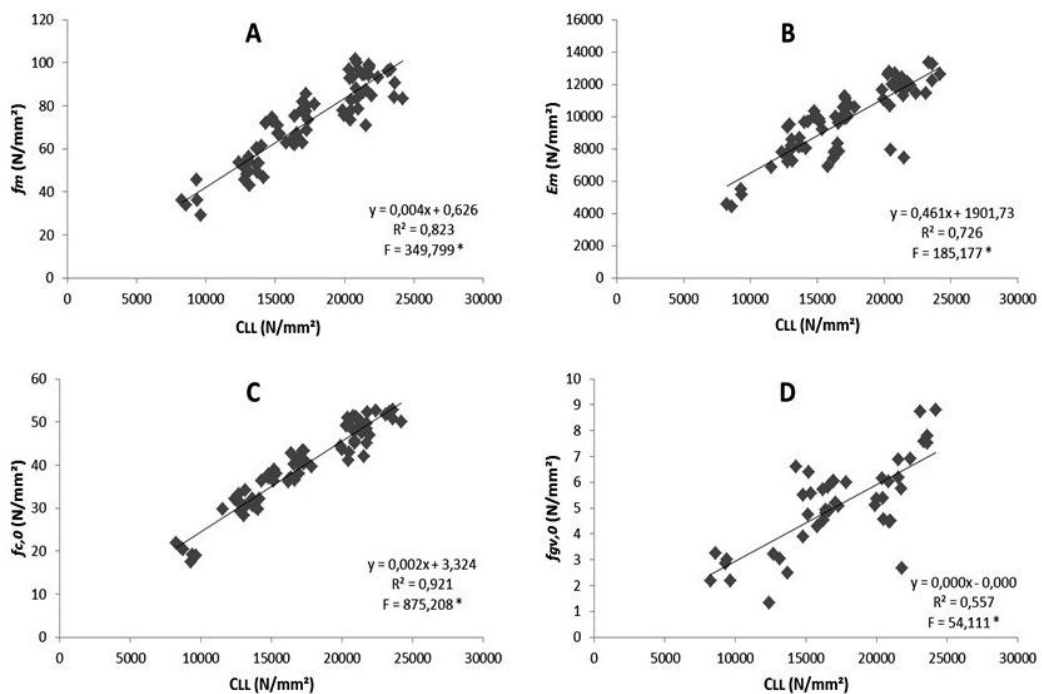 A
fm (N/mm²)
120
100
80
60
40
20
0
y = 0,004x + 0,626
R² = 0,823
F = 349,799 *
0 5000 10000 15000 20000 25000 30000
CLL (N/mm²)
B
Em (N/mm²)
16000
14000
12000
10000
8000
6000
4000
2000
0
y = 0,461x + 1901,73
R² = 0,726
F = 185,177 *
0 5000 10000 15000 20000 25000 30000
CLL (N/mm²)
C
fc,0 (N/mm²)
60
50
40
30
20
10
0
y = 0,002x + 3,324
R² = 0,921
F = 875,208 *
0 5000 10000 15000 20000 25000 30000
CLL (N/mm²)
D
fgv,0 (N/mm²)
10
9
8
7
6
5
4
3
2
1
0
y = 0,000x - 0,000
R² = 0,557
F = 54,111 *
0 5000 10000 15000 20000 25000 30000
CLL (N/mm²)